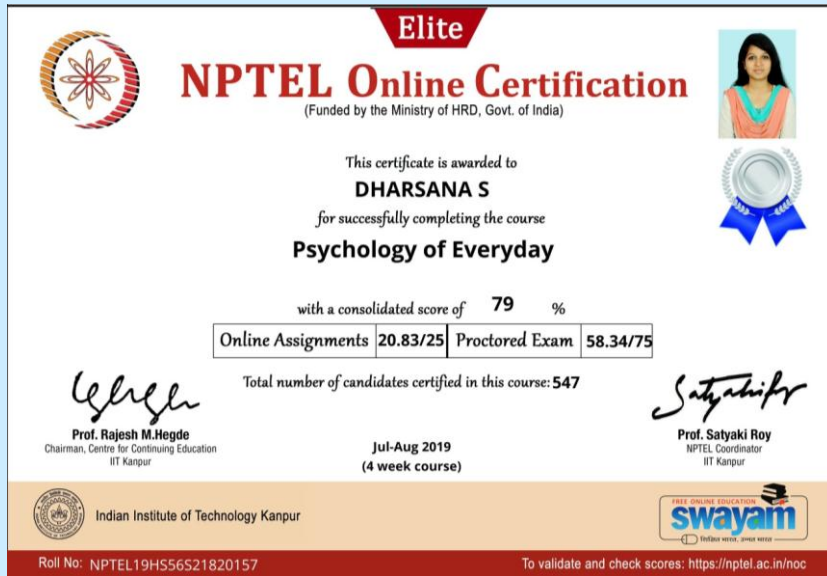 Elite
NPTEL Online Certification
(Funded by the Ministry of HRD, Govt. of India)
This certificate is awarded to
DHARSANA S
for successfully completing the course
Psychology of Everyday
with a consolidated score of 79 %
Online Assignments 20.83/25 Proctored Exam 58.34/75
Total number of candidates certified in this course: 547
Prof. Rajesh M.Hegde
Chairman, Centre for Continuing Education
IIT Kanpur
Jul-Aug 2019
(4 week course)
Prof. Satyaki Roy
NPTEL Coordinator
IIT Kanpur
Indian Institute of Technology Kanpur
FREE ONLINE EDUCATION
swayam
शिक्षित भारत, उन्नत भारत
Roll No: NPTEL19HS56S21820157
To validate and check scores: https://nptel.ac.in/noc